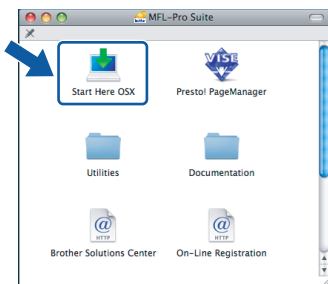 MFL-Pro Suite
VISE
Start Here OSX
Presto! PageManager
Utilities
Documentation
@
HTTP
@
HTTP
Brother Solutions Center
On-Line Registration